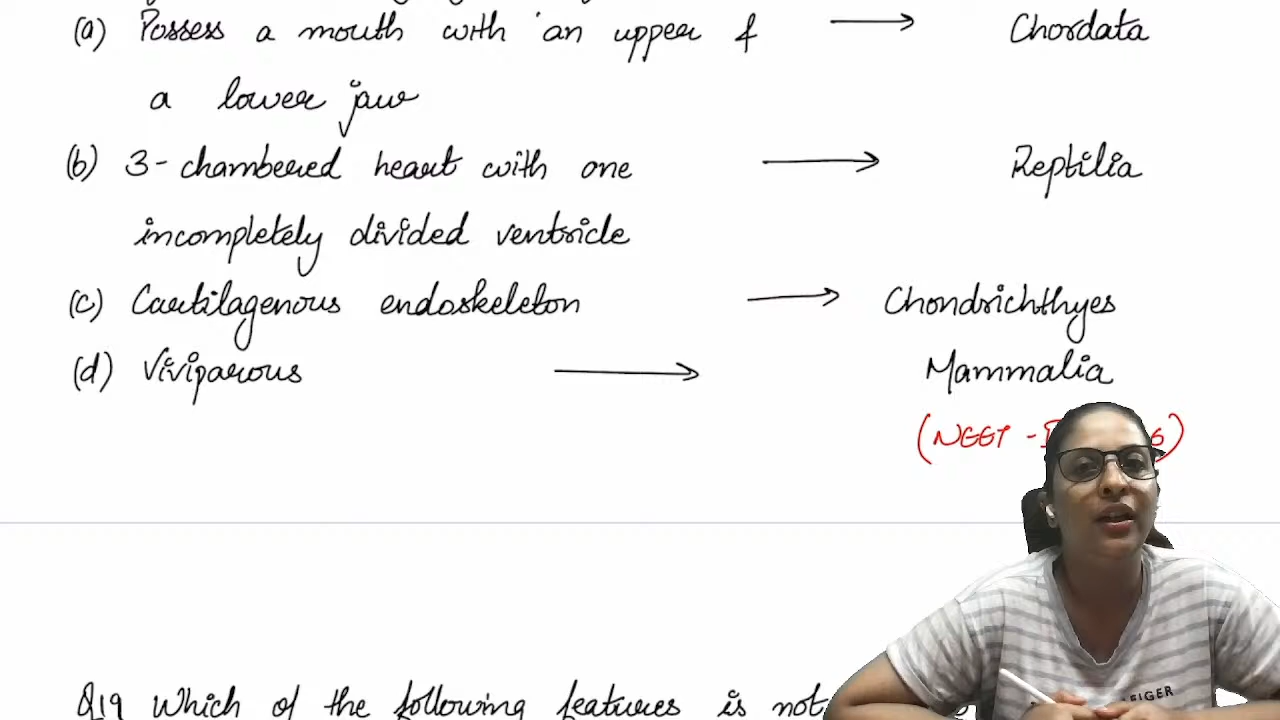 (a) Possess a mouth with an upper & → Chordata
a lower jaw
(b) 3-chambered heart with one → Reptilia
incompletely divided ventricle
(c) Cartilagenous endoskeleton → Chondrichthyes
(d) Viviparous → Mammalia
(NEET -
Q19 Which of the following features is not